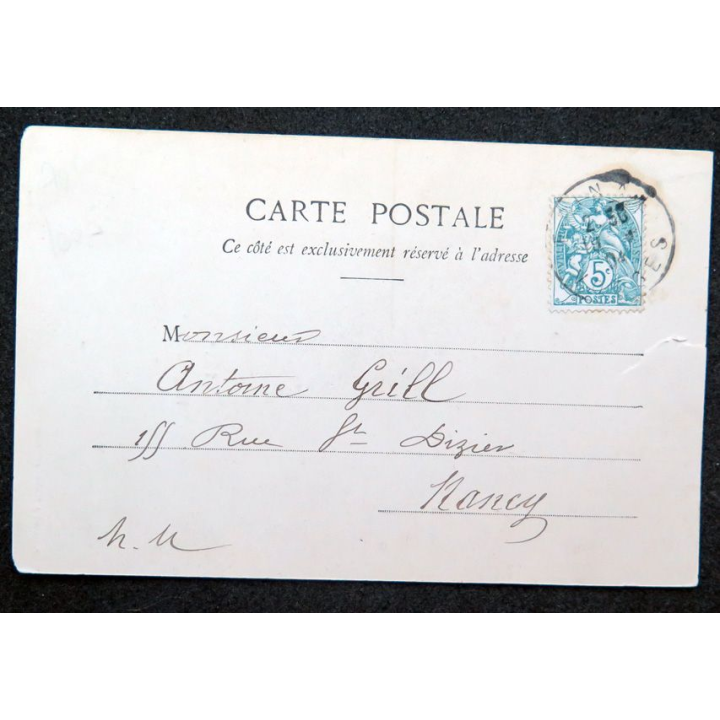 CARTE POSTALE
Ce côté est exclusivement réservé à l'adresse
5c
POSTES
Monsieur
Antoine Grill
155 Rue St Dizier
Nancy